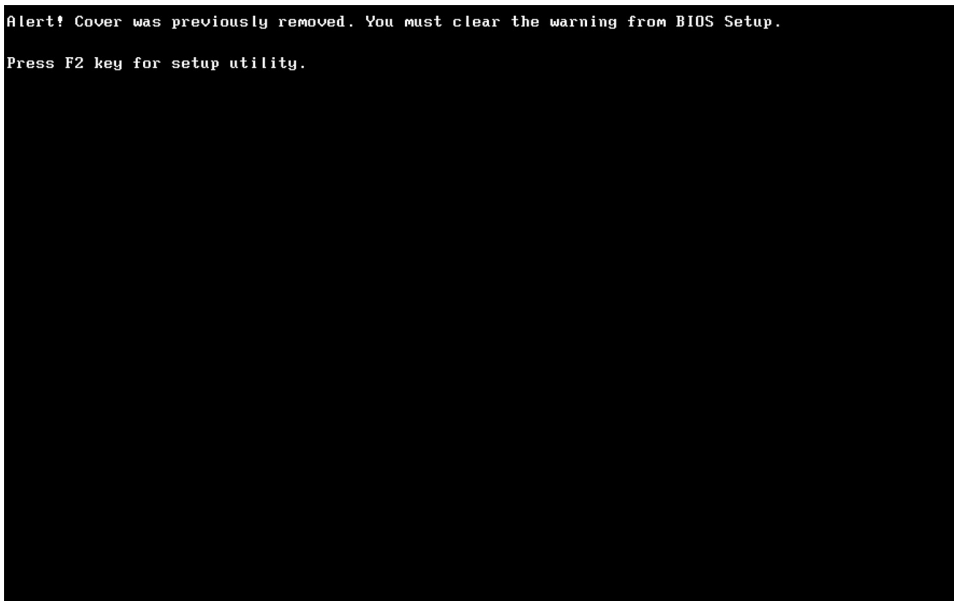 Alert! Cover was previously removed. You must clear the warning from BIOS Setup.
Press F2 key for setup utility.